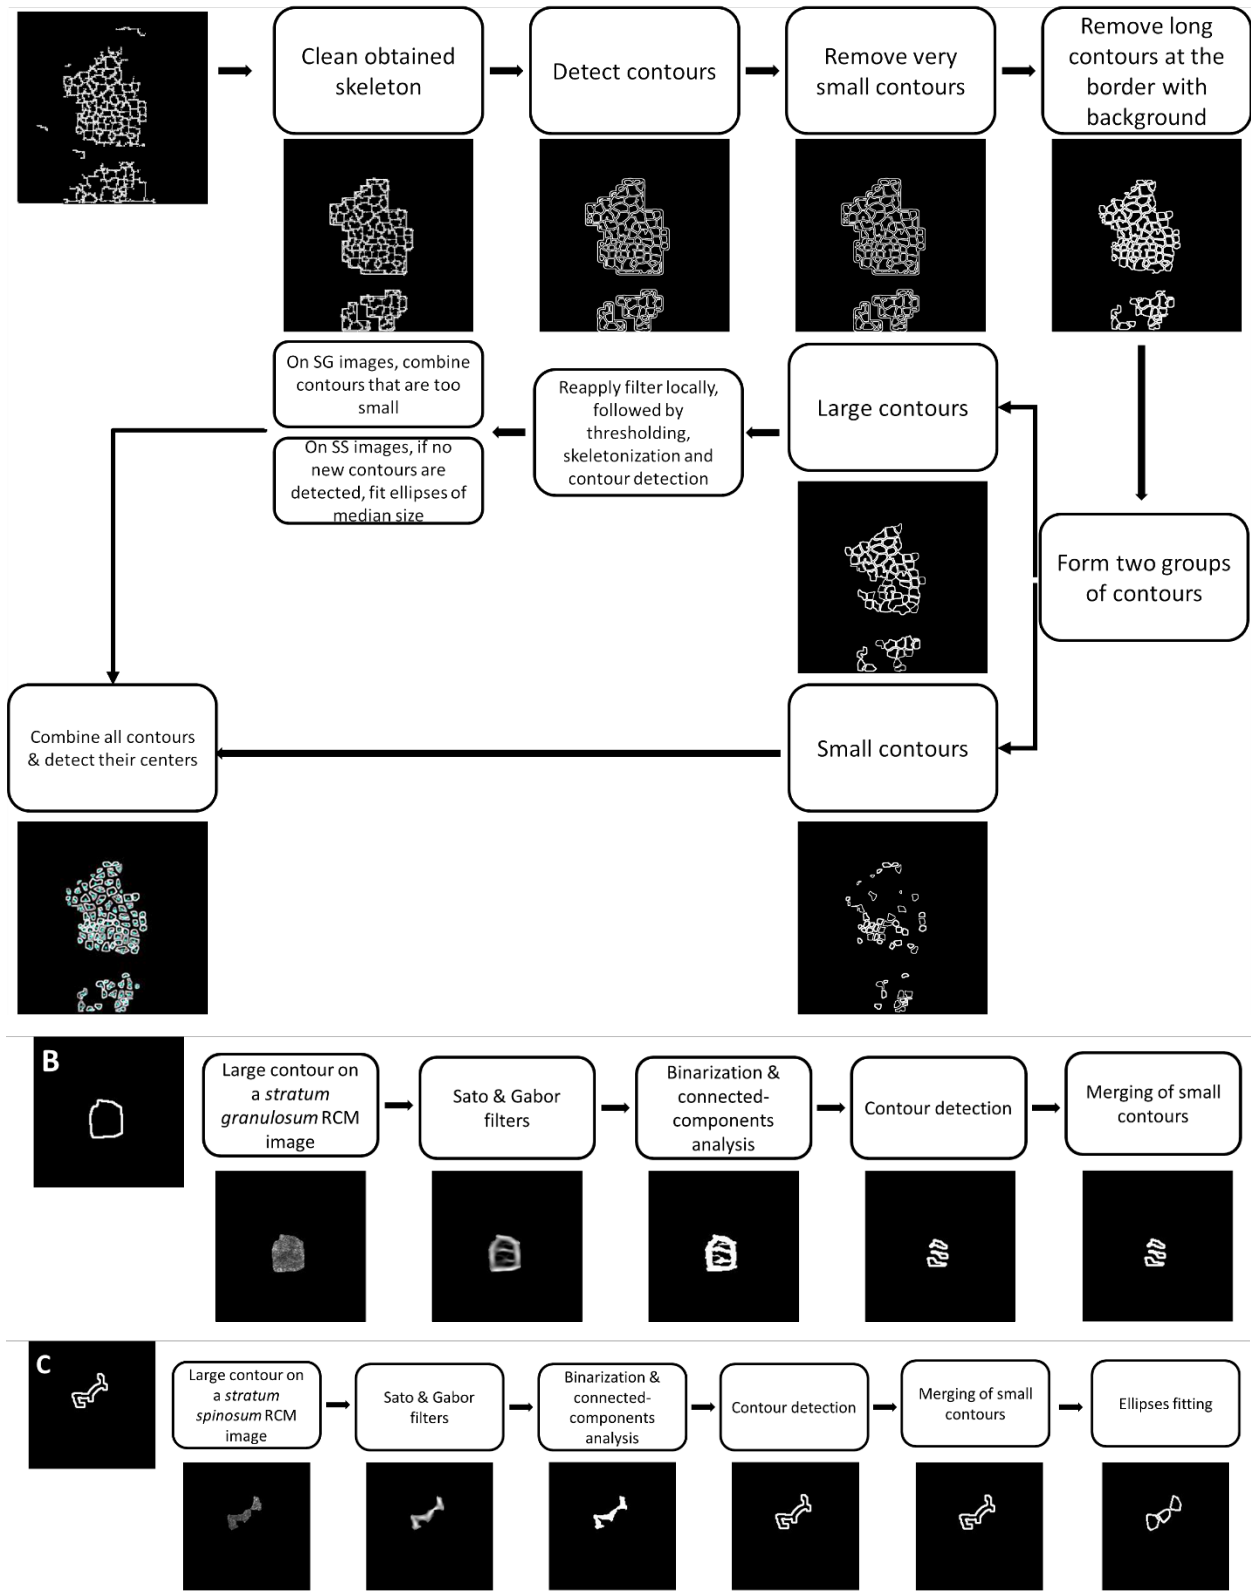 Clean obtained
skeleton
Detect contours
Remove very
small contours
Remove long
contours at the
border with
background
On SG images, combine
contours that are too
small
On SS images, if no
new contours are
detected, fit ellipses of
median size
Reapply filter locally,
followed by
thresholding,
skeletonization and
contour detection
Large contours
Form two groups
of contours
Combine all contours
& detect their centers
Small contours
B
Large contour on
a stratum
granulosum RCM
image
Sato & Gabor
filters
Binarization &
connected-
components
analysis
Contour detection
Merging of small
contours
C
Large contour on
a stratum
spinosum RCM
image
Sato & Gabor
filters
Binarization &
connected-
components
analysis
Contour detection
Merging of small
contours
Ellipses fitting